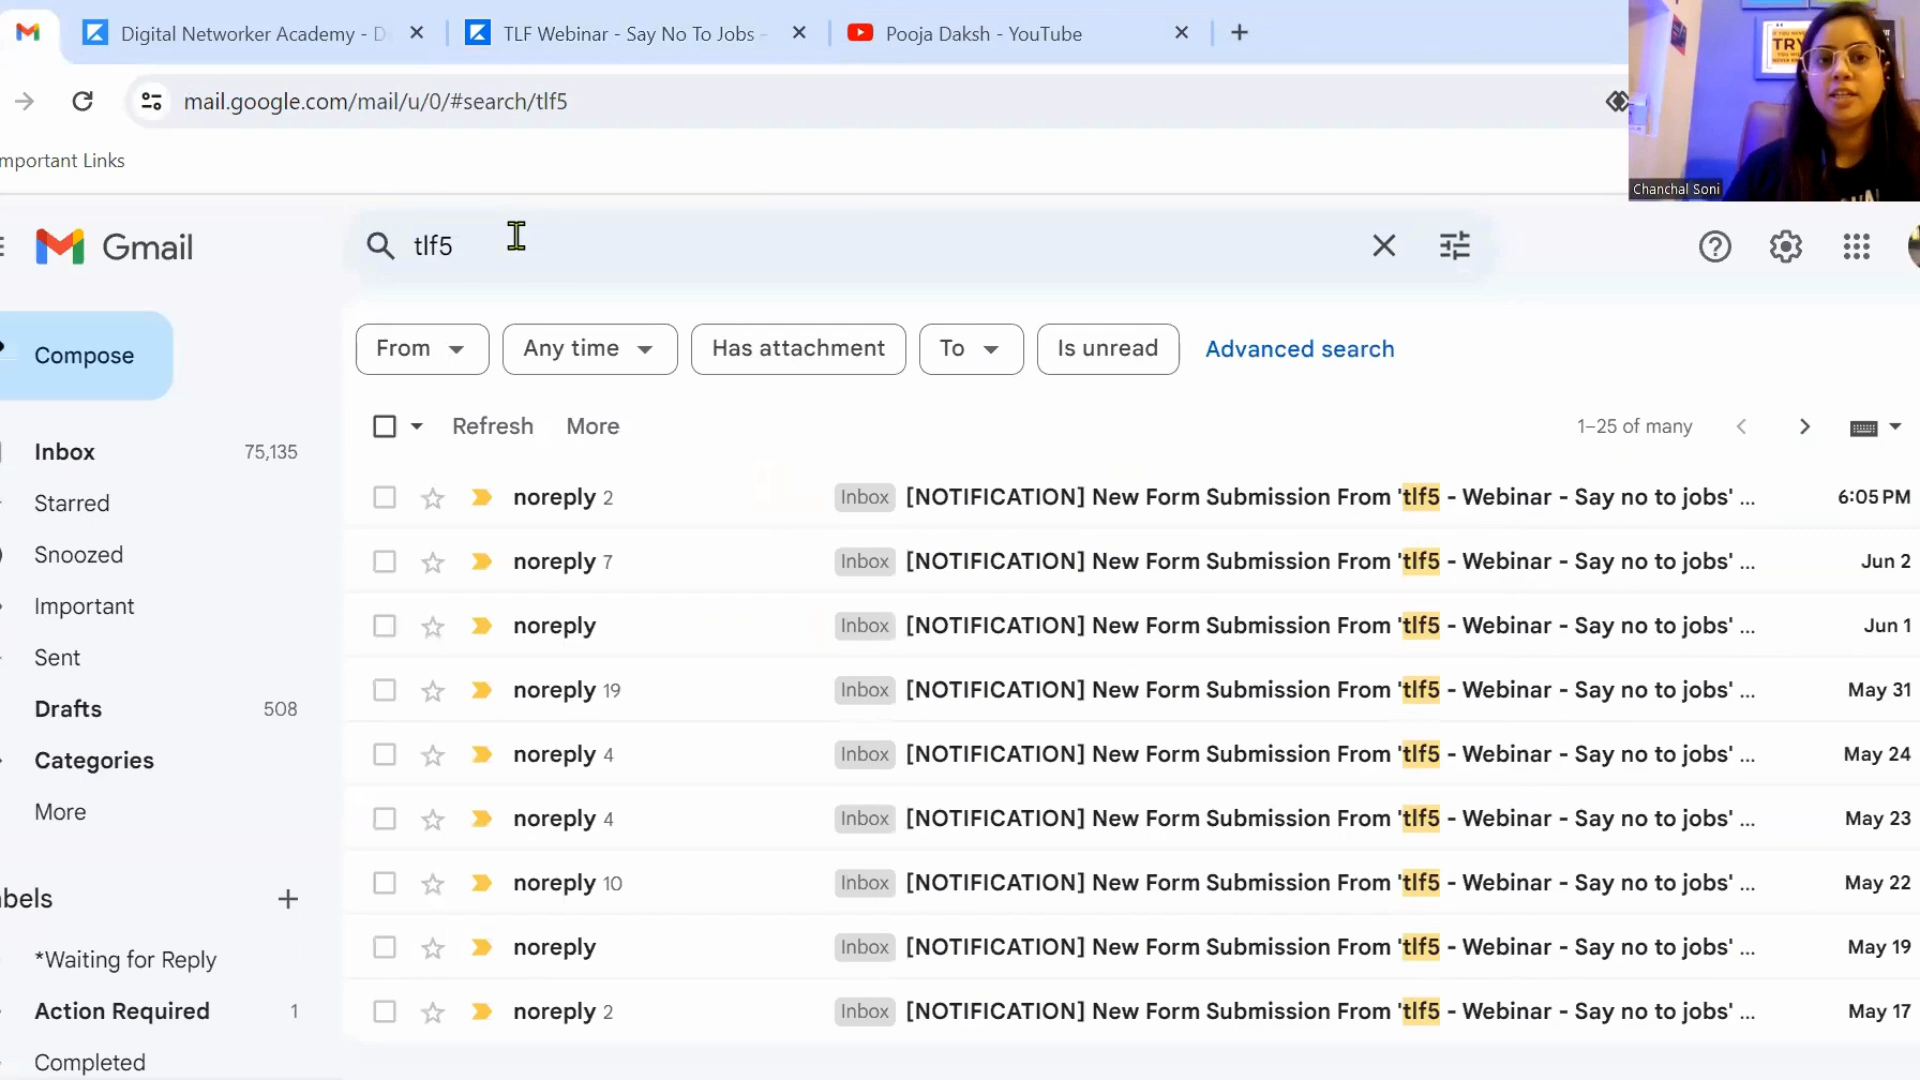 Digital Networker Academy - D
TLF Webinar - Say No To Jobs -
Pooja Daksh - YouTube
mail.google.com/mail/u/0/#search/tlf5
mportant Links
TRY
Chanchal Soni
Gmail
tlf5
Compose
From
Any time
Has attachment
To
Is unread
Advanced search
Refresh
More
1–25 of many
Inbox 75,135
Starred
Snoozed
Important
Sent
Drafts 508
Categories
More
bels
*Waiting for Reply
Action Required 1
Completed
noreply 2 Inbox [NOTIFICATION] New Form Submission From 'tlf5 - Webinar - Say no to jobs' ... 6:05 PM
noreply 7 Inbox [NOTIFICATION] New Form Submission From 'tlf5 - Webinar - Say no to jobs' ... Jun 2
noreply Inbox [NOTIFICATION] New Form Submission From 'tlf5 - Webinar - Say no to jobs' ... Jun 1
noreply 19 Inbox [NOTIFICATION] New Form Submission From 'tlf5 - Webinar - Say no to jobs' ... May 31
noreply 4 Inbox [NOTIFICATION] New Form Submission From 'tlf5 - Webinar - Say no to jobs' ... May 24
noreply 4 Inbox [NOTIFICATION] New Form Submission From 'tlf5 - Webinar - Say no to jobs' ... May 23
noreply 10 Inbox [NOTIFICATION] New Form Submission From 'tlf5 - Webinar - Say no to jobs' ... May 22
noreply Inbox [NOTIFICATION] New Form Submission From 'tlf5 - Webinar - Say no to jobs' ... May 19
noreply 2 Inbox [NOTIFICATION] New Form Submission From 'tlf5 - Webinar - Say no to jobs' ... May 17